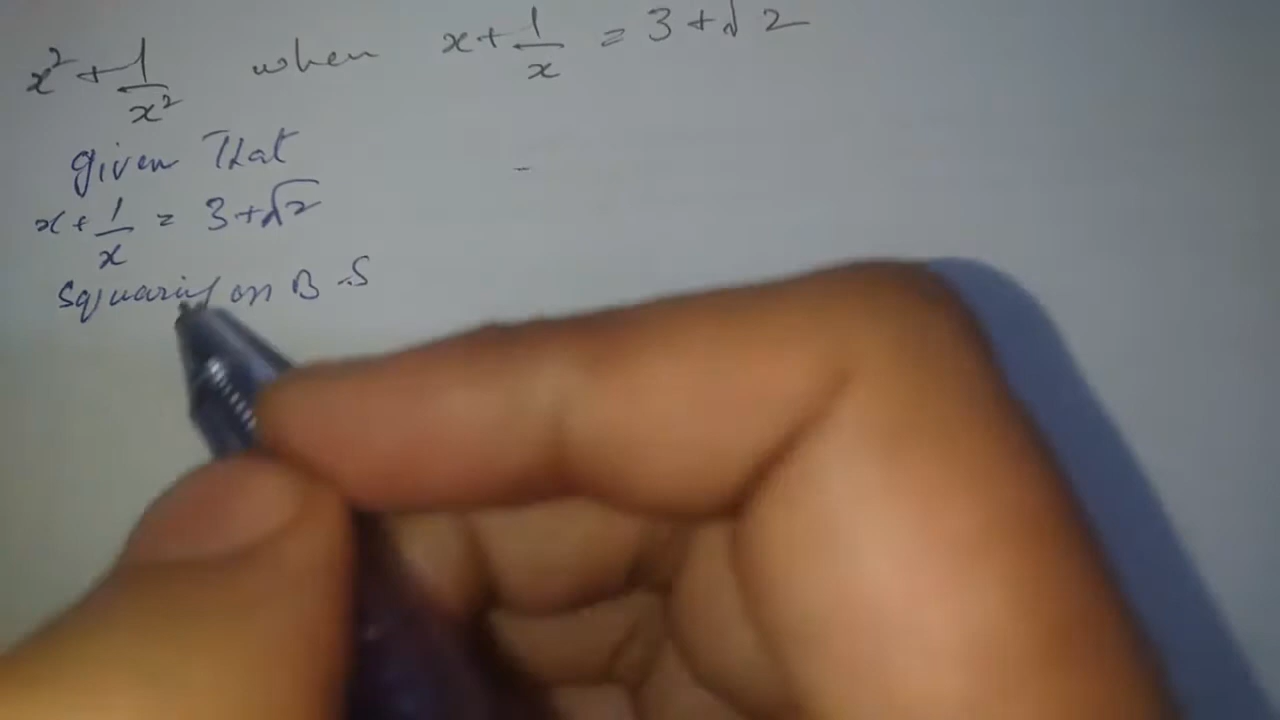 x² + 1/x² when x + 1/x = 3 + √2
given That
x + 1/x = 3 + √2
Squaring on B.S